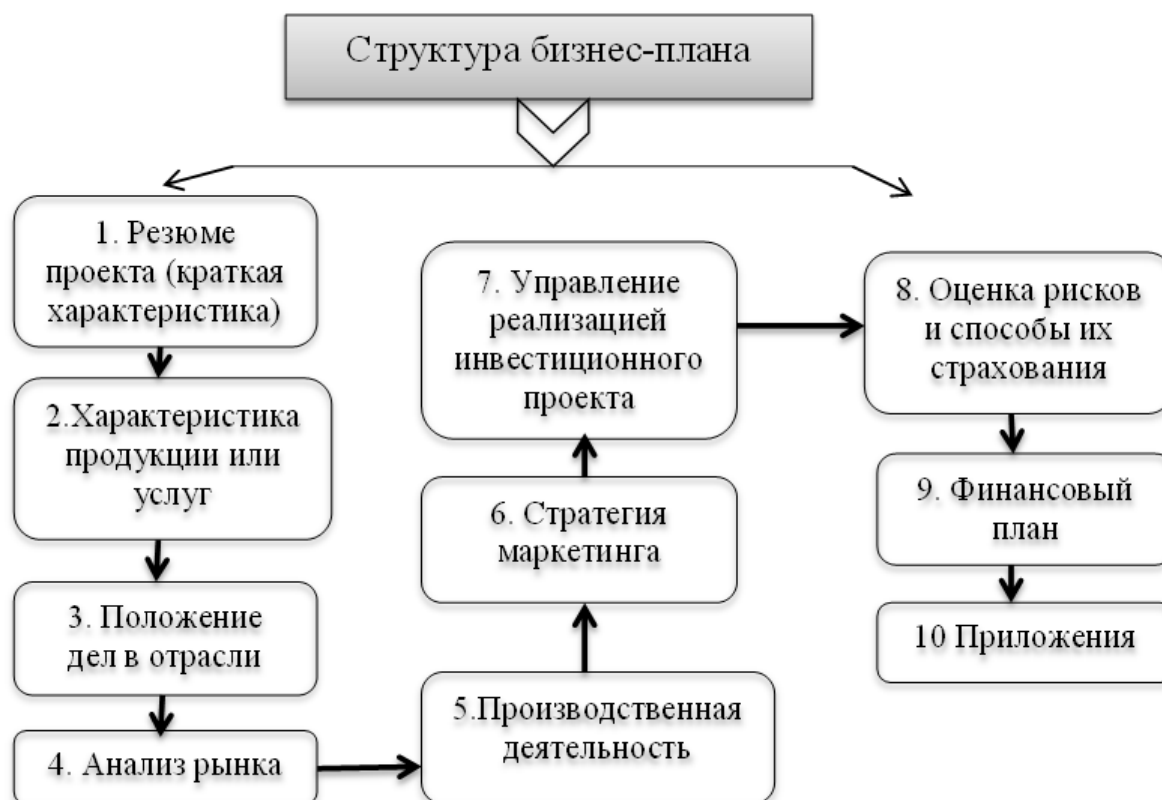 Структура бизнес-плана
1. Резюме
проекта (краткая
характеристика)
2.Характеристика
продукции или
услуг
3. Положение
дел в отрасли
4. Анализ рынка
5.Производственная
деятельность
6. Стратегия
маркетинга
7. Управление
реализацией
инвестиционного
проекта
8. Оценка рисков
и способы их
страхования
9. Финансовый
план
10 Приложения